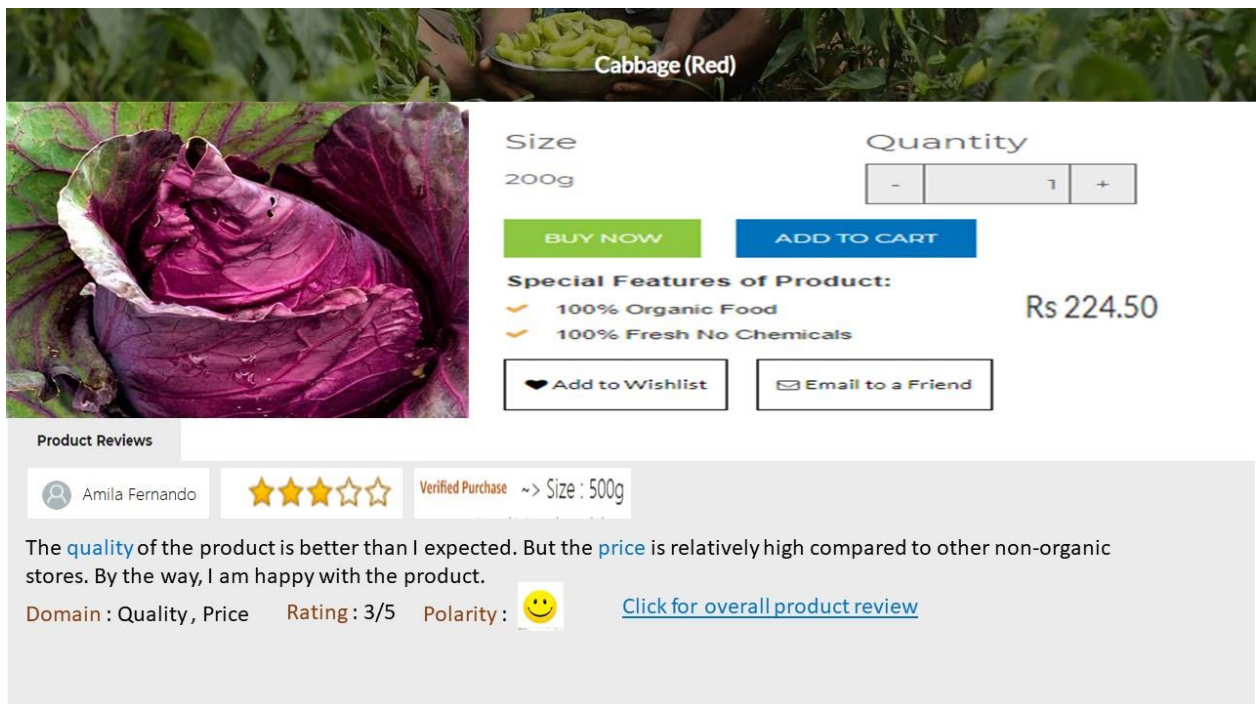 Cabbage (Red)
Size
Quantity
200g
- 1 +
BUY NOW
ADD TO CART
Special Features of Product:
100% Organic Food
100% Fresh No Chemicals
Rs 224.50
Add to Wishlist
Email to a Friend
Product Reviews
Amila Fernando
Verified Purchase ~> Size : 500g
The quality of the product is better than I expected. But the price is relatively high compared to other non-organic
stores. By the way, I am happy with the product.
Domain : Quality , Price Rating : 3/5 Polarity : Click for overall product review